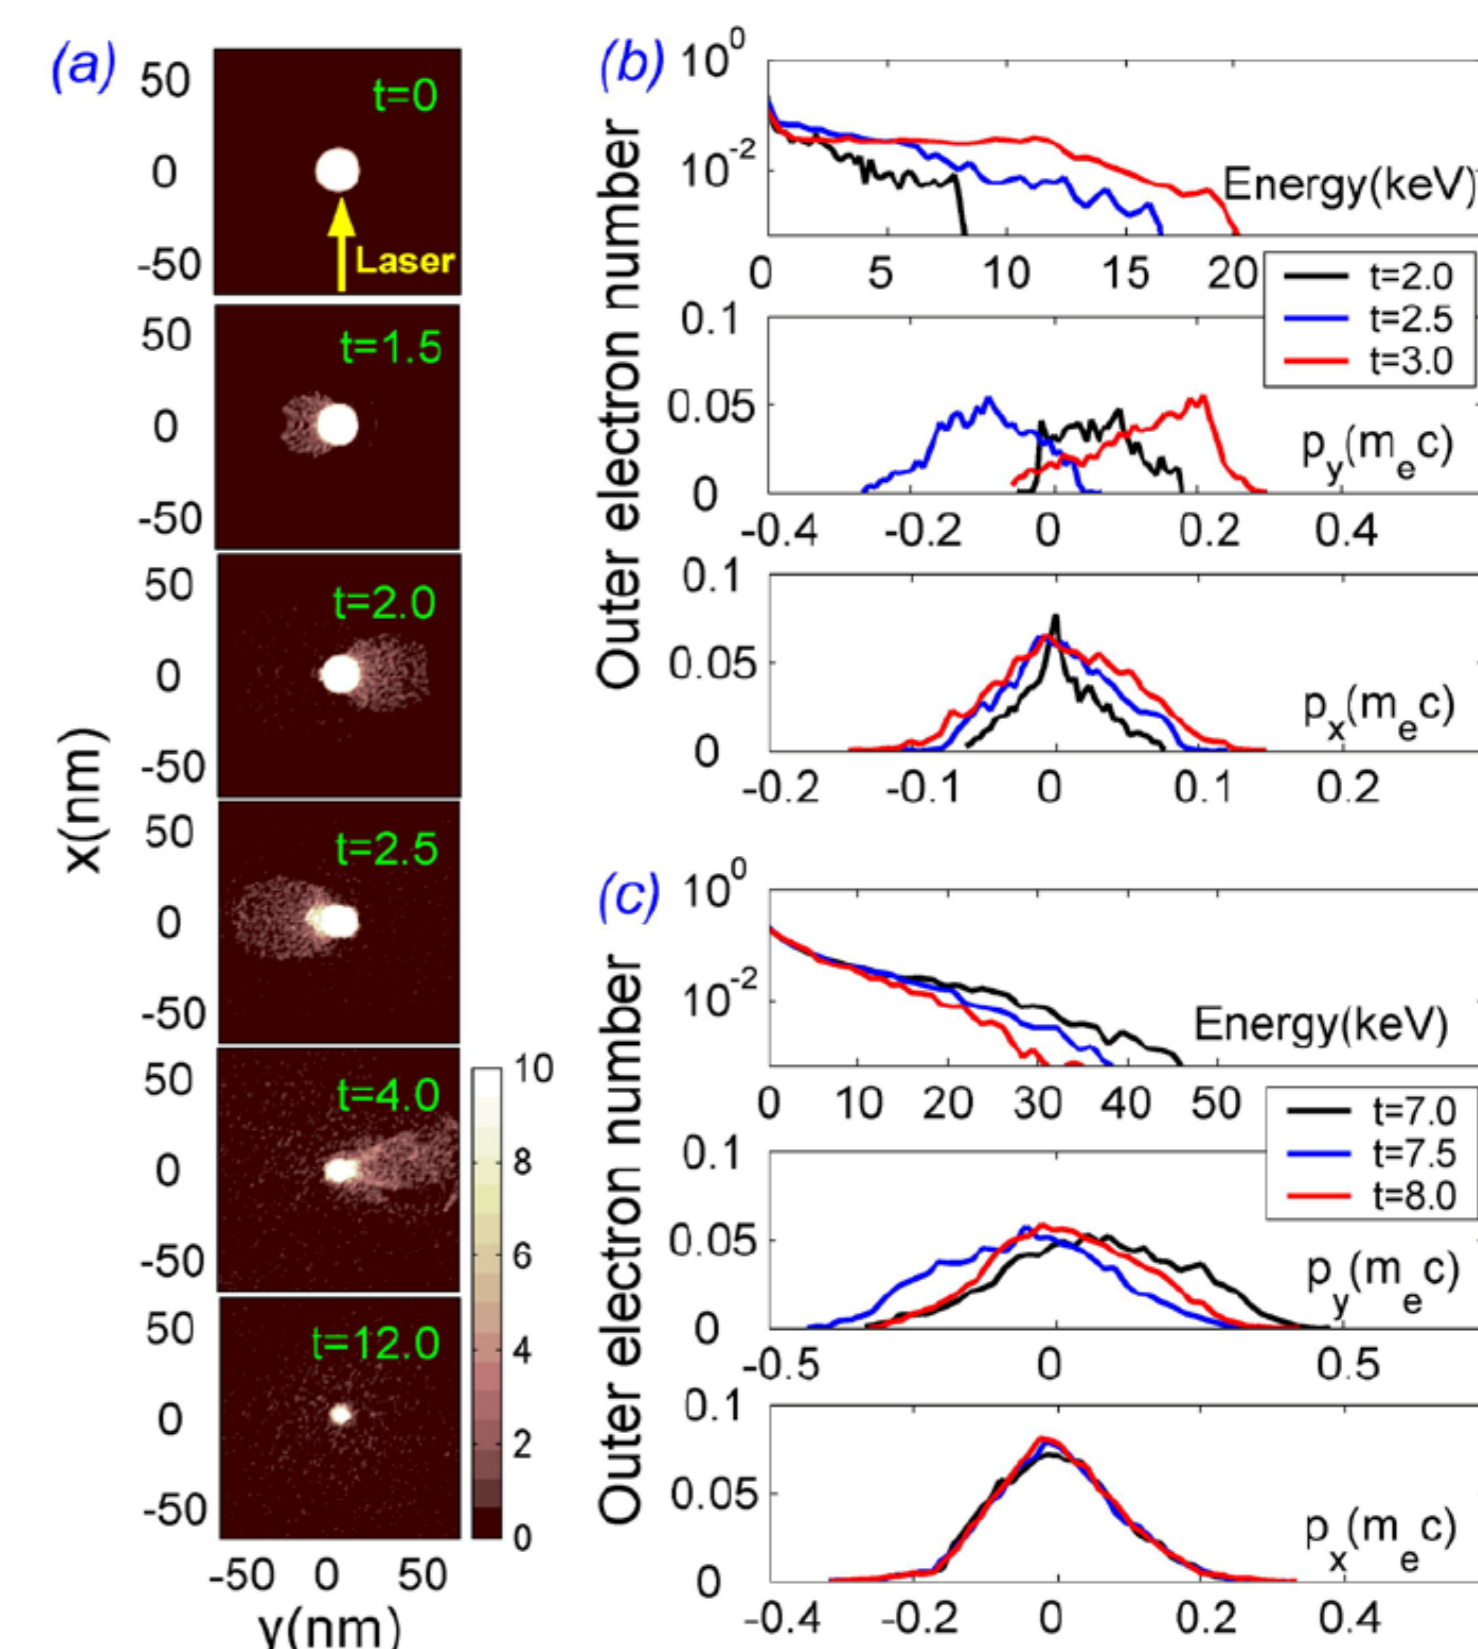 (a)
50
0
-50
t=0
Laser
50
0
-50
t=1.5
50
0
-50
t=2.0
50
0
-50
t=2.5
50
0
-50
t=4.0
50
0
-50
t=12.0
x(nm)
-50 0 50
y(nm)
10
8
6
4
2
0
(b)
Outer electron number
10^0
10^-2
Energy(keV)
0 5 10 15 20
t=2.0
t=2.5
t=3.0
0.1
0.05
0
p_y(m_ec)
-0.4 -0.2 0 0.2 0.4
0.1
0.05
0
p_x(m_ec)
-0.2 -0.1 0 0.1 0.2
(c)
Outer electron number
10^0
10^-2
Energy(keV)
0 10 20 30 40 50
t=7.0
t=7.5
t=8.0
0.1
0.05
0
p_y(m_ec)
-0.5 0 0.5
0.1
0.05
0
p_x(m_ec)
-0.4 -0.2 0 0.2 0.4